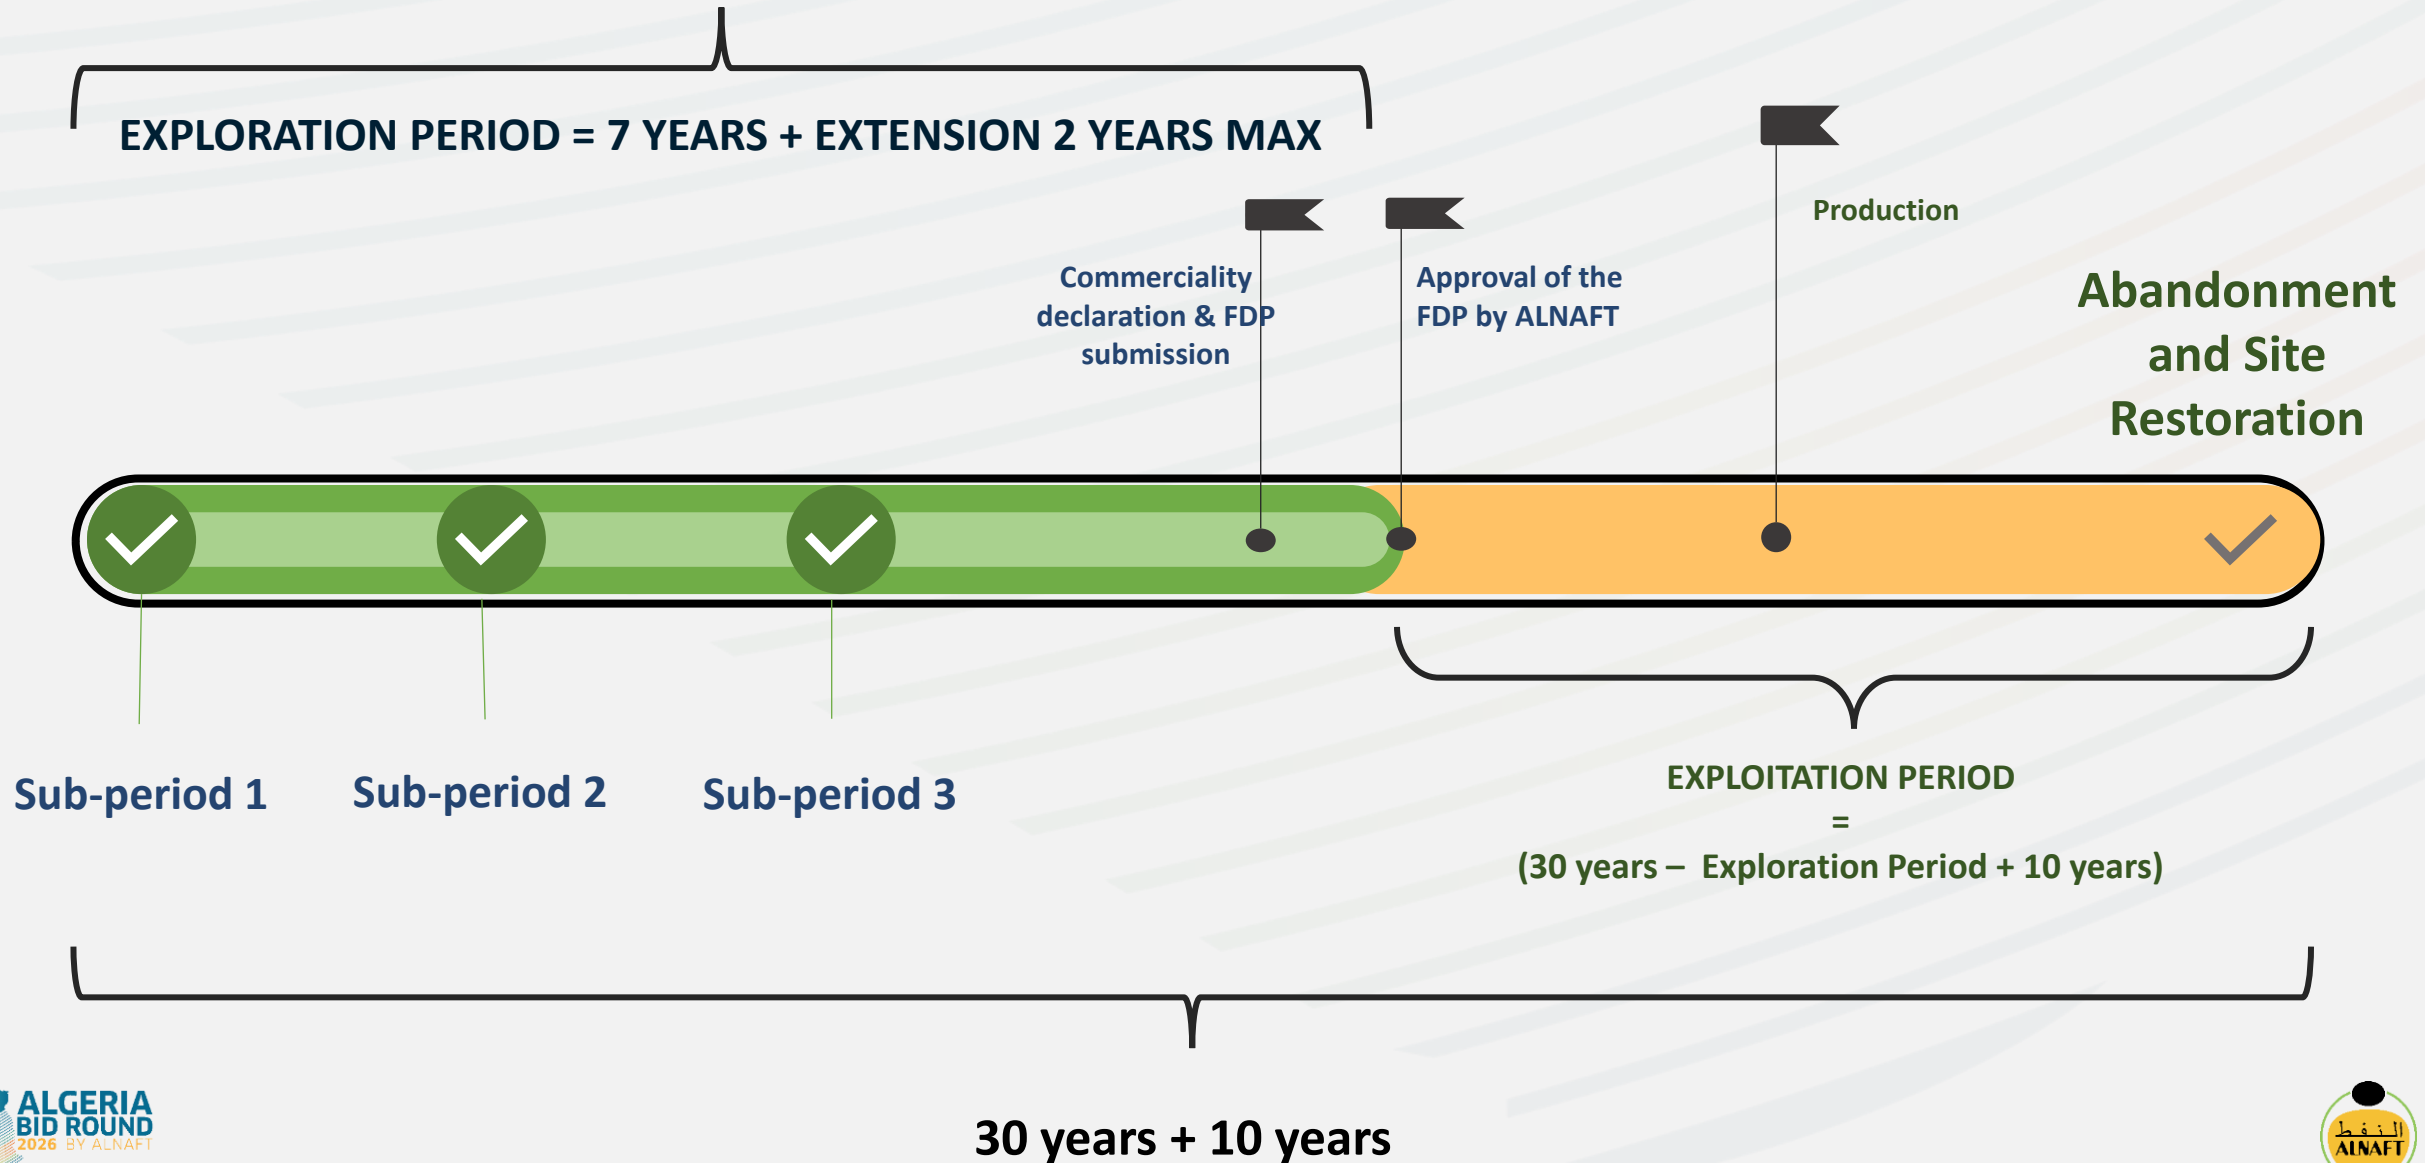 EXPLORATION PERIOD = 7 YEARS + EXTENSION 2 YEARS MAX
Commerciality
declaration & FDP
submission
Approval of the
FDP by ALNAFT
Production
Abandonment
and Site
Restoration
Sub-period 1
Sub-period 2
Sub-period 3
EXPLOITATION PERIOD
=
(30 years – Exploration Period + 10 years)
30 years + 10 years
ALGERIA
BID ROUND
2026 BY ALNAFT
النفط
ALNAFT